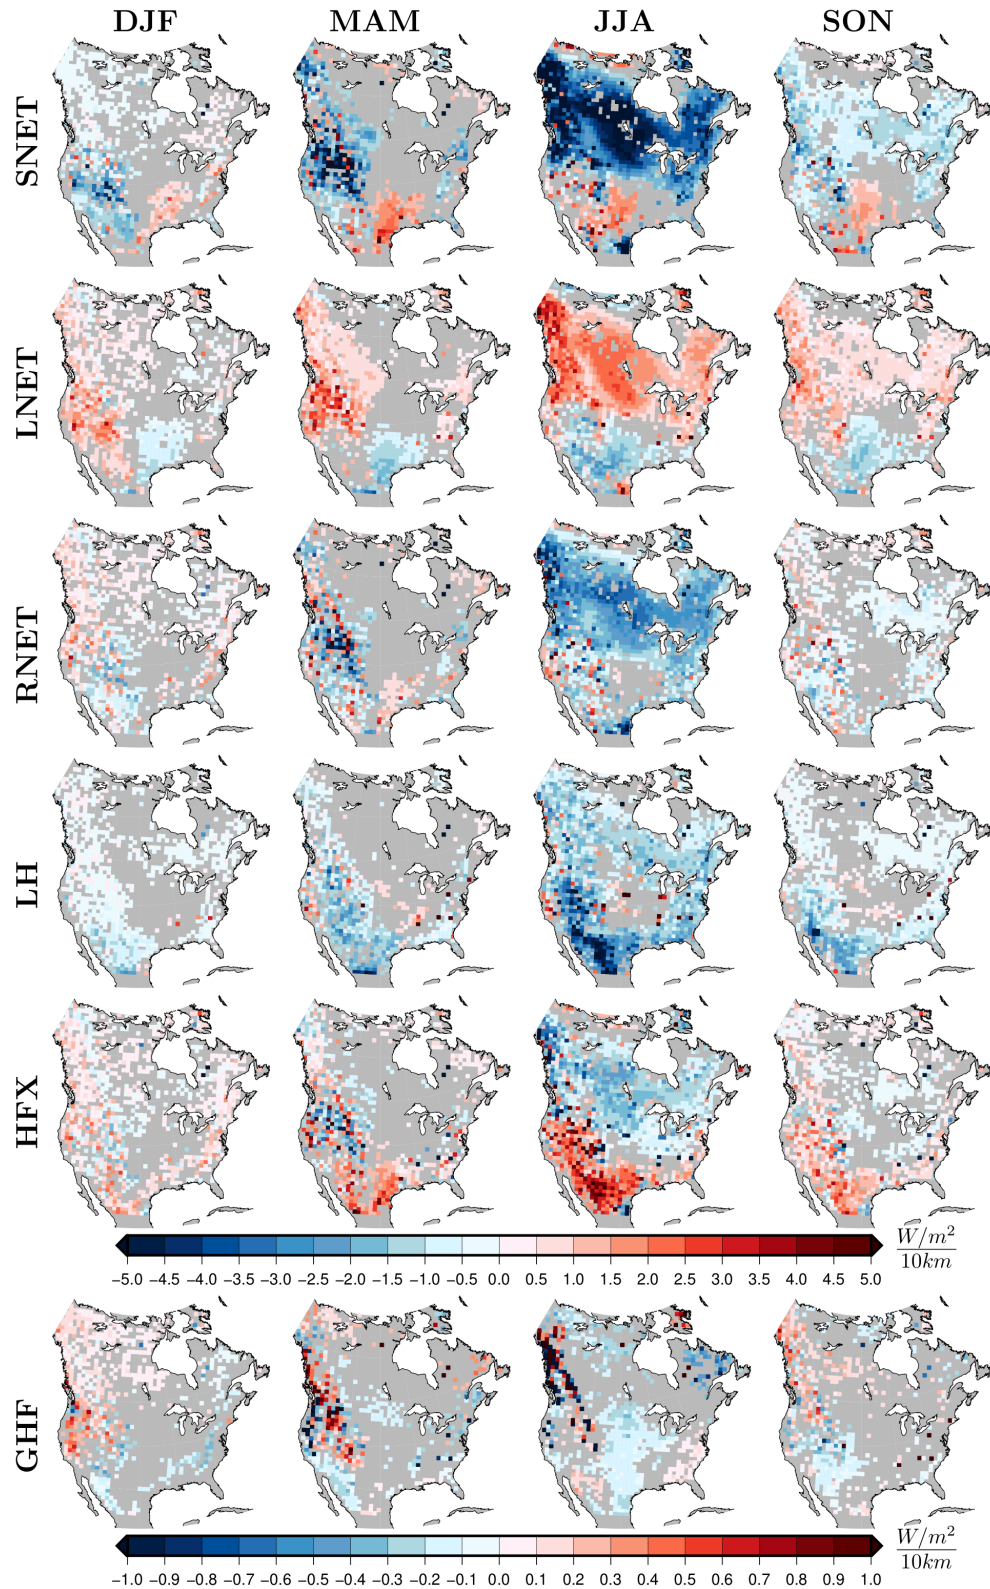 DJF MAM JJA SON
SNET
LNET
RNET
LH
HFX
−5.0 −4.0 −3.0 −2.0 −1.0 0.0 1.0 2.0 3.0 4.0 5.0
−4.5 −3.5 −2.5 −1.5 −0.5 0.5 1.5 2.5 3.5 4.5
W/m²
10km
GHF
−1.0 −0.9 −0.8 −0.7 −0.6 −0.5 −0.4 −0.3 −0.2 −0.1 0.0 0.1 0.2 0.3 0.4 0.5 0.6 0.7 0.8 0.9 1.0
W/m²
10km